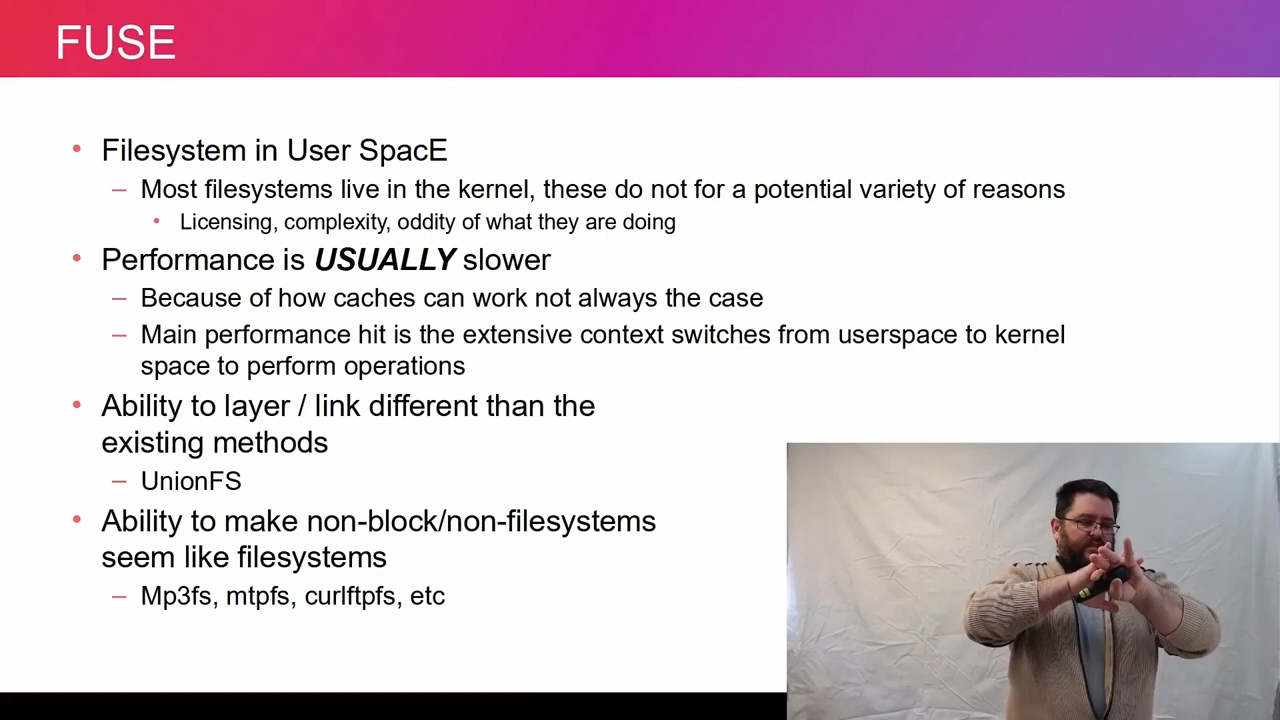 FUSE
Filesystem in User SpacE
Most filesystems live in the kernel, these do not for a potential variety of reasons
Licensing, complexity, oddity of what they are doing
Performance is USUALLY slower
Because of how caches can work not always the case
Main performance hit is the extensive context switches from userspace to kernel
space to perform operations
Ability to layer / link different than the
existing methods
UnionFS
Ability to make non-block/non-filesystems
seem like filesystems
Mp3fs, mtpfs, curlftpfs, etc